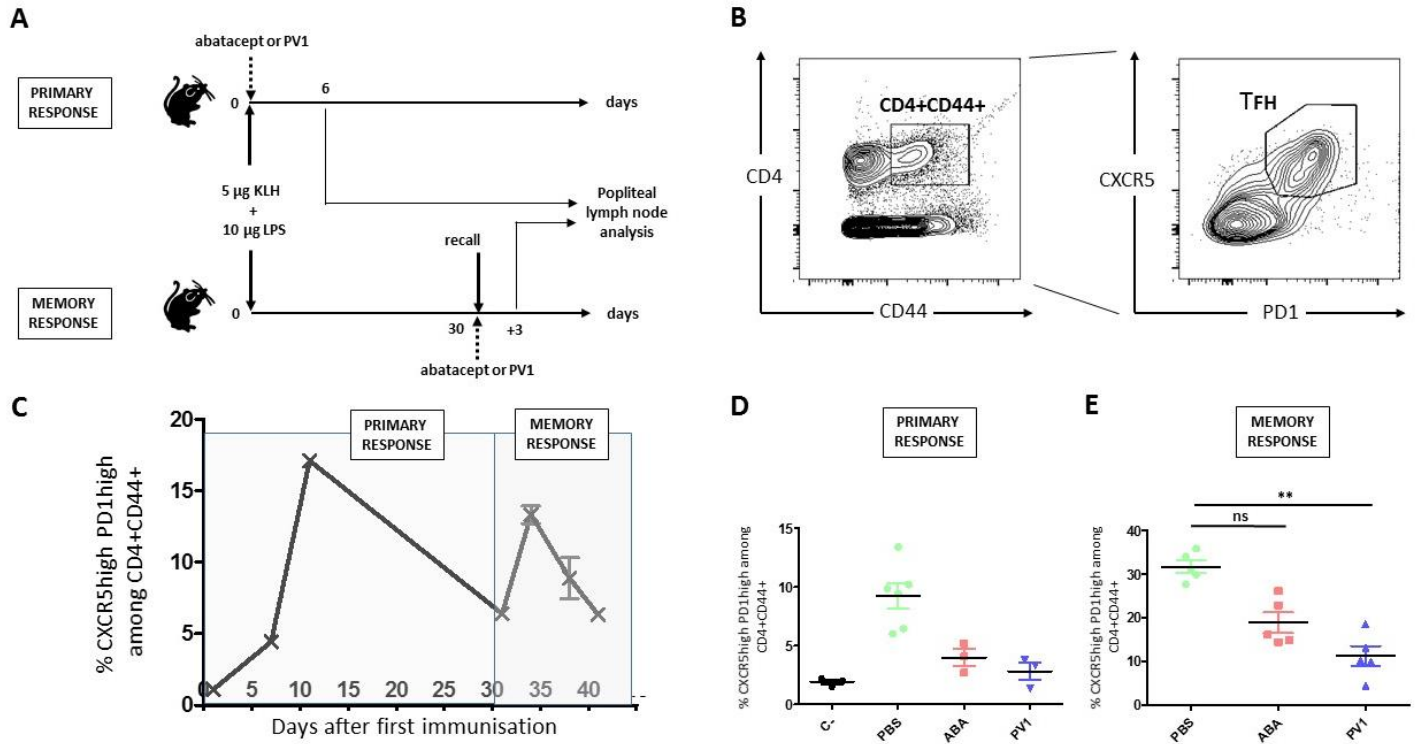 A
abatacept or PV1
PRIMARY
RESPONSE
0
6
days
5 µg KLH
+
10 µg LPS
Popliteal
lymph node
analysis
recall
MEMORY
RESPONSE
0
days
30
+3
abatacept or PV1
B
CD4+CD44+
CD4
CD44
TFH
CXCR5
PD1
C
PRIMARY
RESPONSE
MEMORY
RESPONSE
% CXCR5high PD1high
among CD4+CD44+
20
15
10
5
0
0 5 10 15 20 25 30 35 40
Days after first immunisation
D
PRIMARY
RESPONSE
% CXCR5high PD1high among
CD4+CD44+
15
10
5
0
C- PBS ABA PV1
E
MEMORY
RESPONSE
**
ns
% CXCR5high PD1high among
CD4+CD44+
40
30
20
10
0
PBS ABA PV1